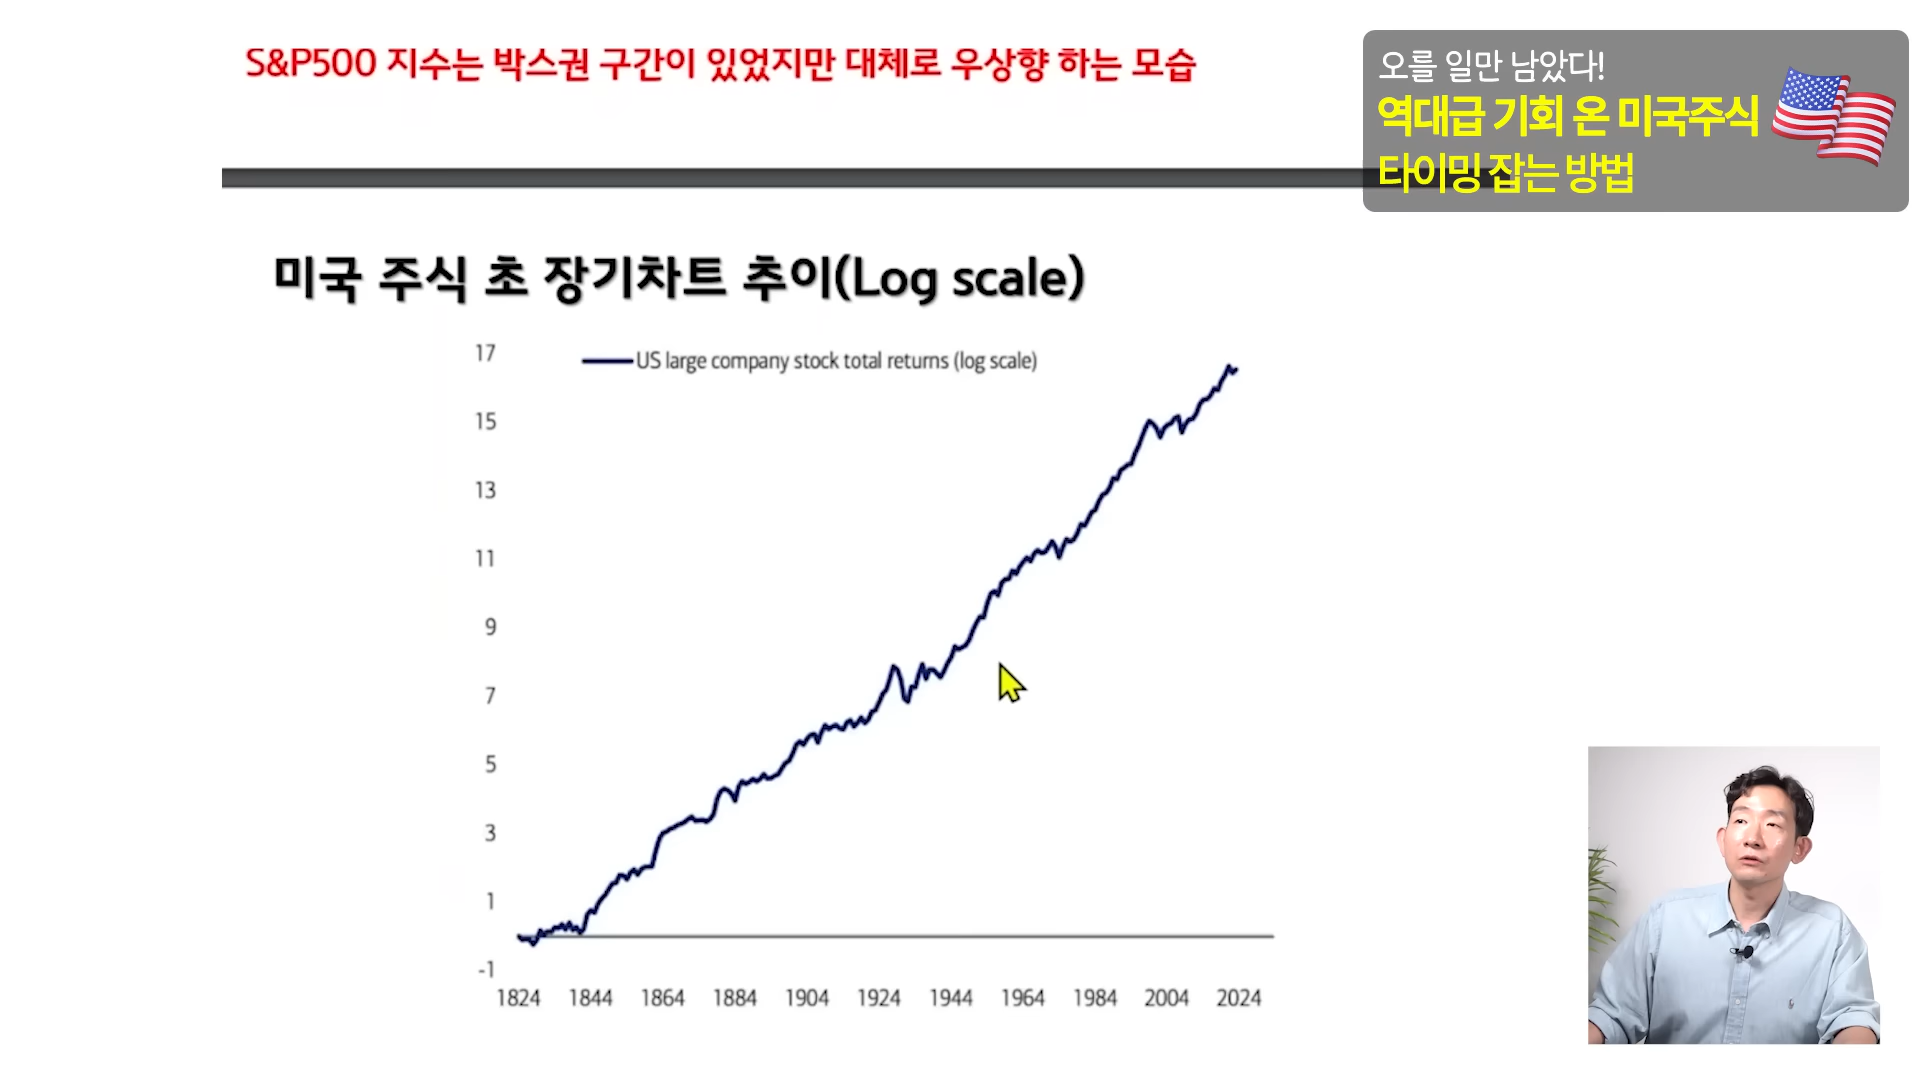 S&P500 지수는 박스권 구간이 있었지만 대체로 우상향 하는 모습
오를 일만 남았다!
역대급 기회 온 미국주식
타이밍 잡는 방법
미국 주식 초 장기차트 추이(Log scale)
US large company stock total returns (log scale)
17
15
13
11
9
7
5
3
1
-1
1824 1844 1864 1884 1904 1924 1944 1964 1984 2004 2024